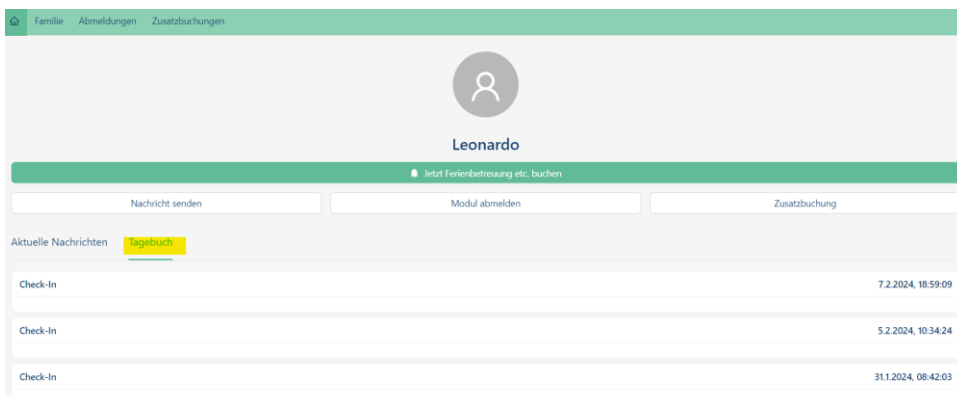 Familie Abmeldungen Zusatzbuchungen
Leonardo
Jetzt Ferienbetreuung etc. buchen
Nachricht senden Modul abmelden Zusatzbuchung
Aktuelle Nachrichten Tagebuch
Check-In 7.2.2024, 18:59:09
Check-In 5.2.2024, 10:34:24
Check-In 31.1.2024, 08:42:03